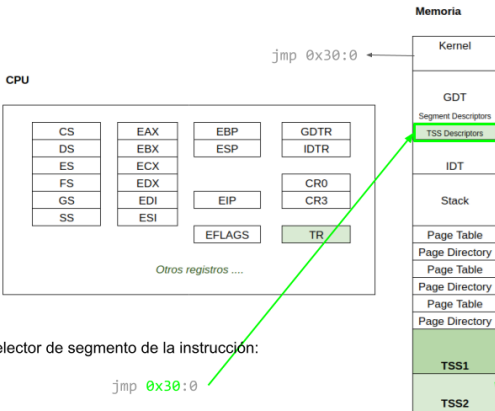 Memoria
Kernel
jmp 0x30:0
CPU
GDT
Segment Descriptors
TSS Descriptors
CS EAX EBP GDTR
DS EBX ESP IDTR
ES ECX
FS EDX CR0
GS EDI EIP CR3
SS ESI
EFLAGS TR
Otros registros ....
IDT
Stack
Page Table
Page Directory
Page Table
Page Directory
Page Table
Page Directory
elector de segmento de la instrucción:
jmp 0x30:0
TSS1
TSS2